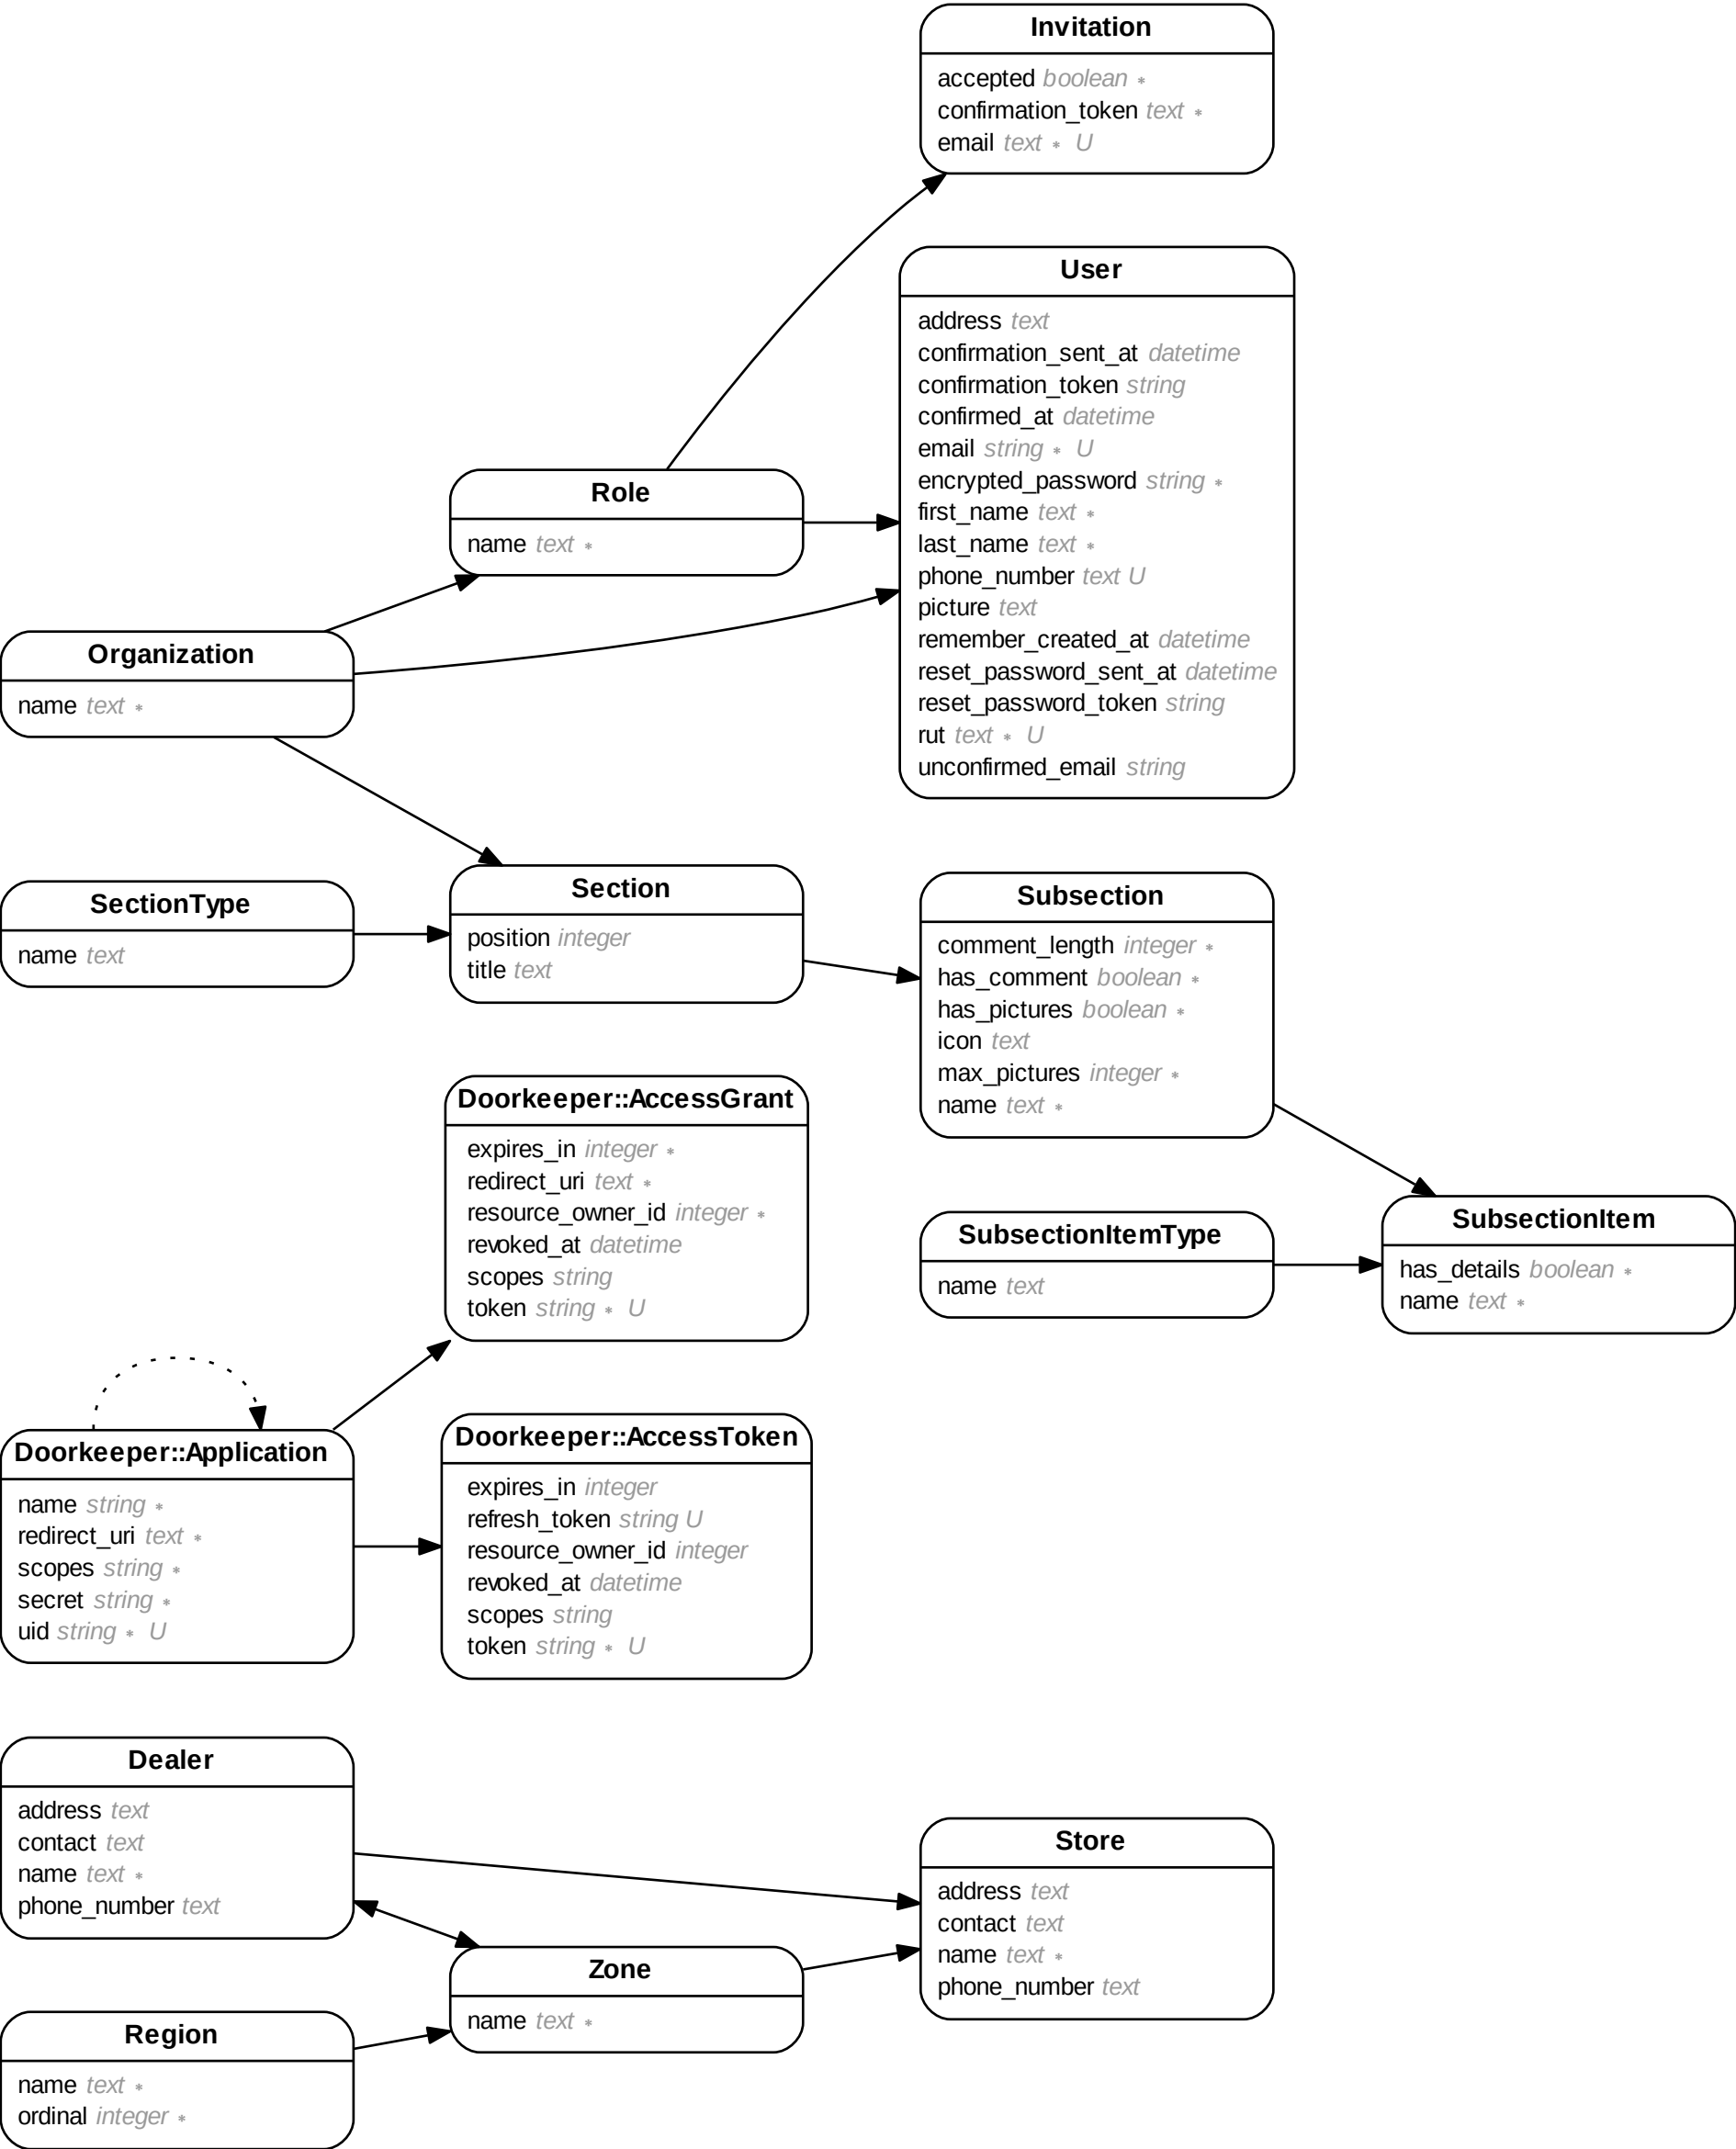 Invitation
accepted boolean *
confirmation_token text *
email text * U
User
address text
confirmation_sent_at datetime
confirmation_token string
confirmed_at datetime
email string * U
encrypted_password string *
first_name text *
last_name text *
phone_number text U
picture text
remember_created_at datetime
reset_password_sent_at datetime
reset_password_token string
rut text * U
unconfirmed_email string
Role
name text *
Organization
name text *
SectionType
name text
Section
position integer
title text
Subsection
comment_length integer *
has_comment boolean *
has_pictures boolean *
icon text
max_pictures integer *
name text *
Doorkeeper::AccessGrant
expires_in integer *
redirect_uri text *
resource_owner_id integer *
revoked_at datetime
scopes string
token string * U
SubsectionItemType
name text
SubsectionItem
has_details boolean *
name text *
Doorkeeper::Application
name string *
redirect_uri text *
scopes string *
secret string *
uid string * U
Doorkeeper::AccessToken
expires_in integer
refresh_token string U
resource_owner_id integer
revoked_at datetime
scopes string
token string * U
Dealer
address text
contact text
name text *
phone_number text
Store
address text
contact text
name text *
phone_number text
Zone
name text *
Region
name text *
ordinal integer *